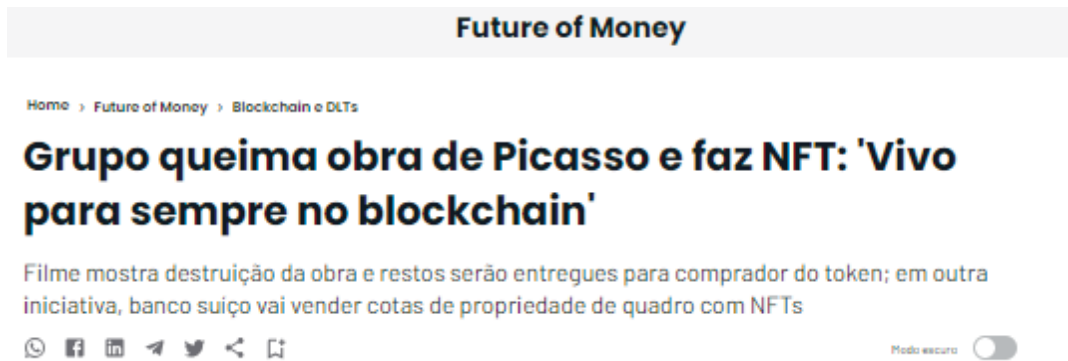 Future of Money
Home > Future of Money > Blockchain e DLTs
Grupo queima obra de Picasso e faz NFT: 'Vivo
para sempre no blockchain'
Filme mostra destruição da obra e restos serão entregues para comprador do token; em outra
iniciativa, banco suíço vai vender cotas de propriedade de quadro com NFTs
Modo escuro